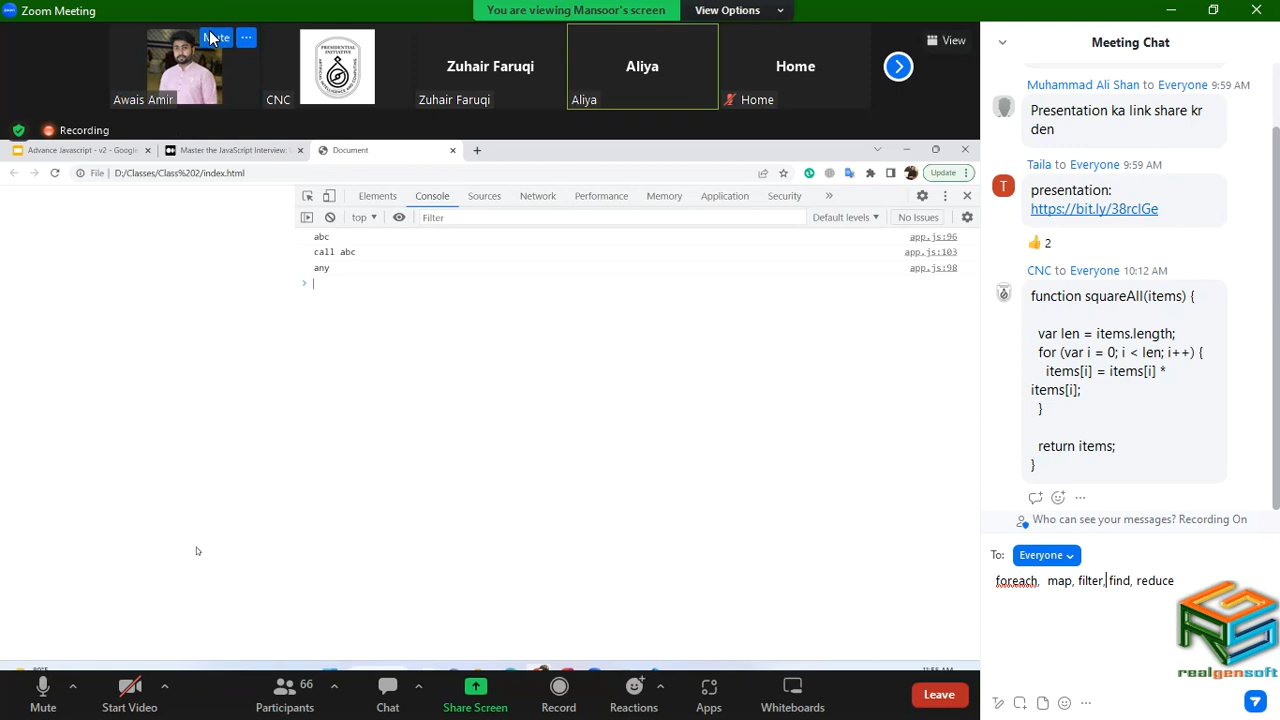 Zoom Meeting
You are viewing Mansoor's screen
View Options
Awais Amir
PRESIDENTIAL INITIATIVE
CNC
Zuhair Faruqi
Zuhair Faruqi
Aliya
Aliya
Home
Home
View
Recording
Advance Javascript - v2 - Google
Master the JavaScript Interview:
Document
File
D:/Classes/Class%202/index.html
Update
Elements
Console
Sources
Network
Performance
Memory
Application
Security
top
Filter
Default levels
No Issues
abc app.js:96
call abc app.js:103
any app.js:98
Meeting Chat
Muhammad Ali Shan to Everyone 9:59 AM
Presentation ka link share kr
den
Taila to Everyone 9:59 AM
T
presentation:
https://bit.ly/38rclGe
2
CNC to Everyone 10:12 AM
function squareAll(items) {
var len = items.length;
for (var i = 0; i < len; i++) {
items[i] = items[i] *
items[i];
}
return items;
}
Who can see your messages? Recording On
To: Everyone
foreach, map, filter, find, reduce
realgensoft
Mute
Start Video
66
Participants
Chat
Share Screen
Record
Reactions
Apps
Whiteboards
Leave